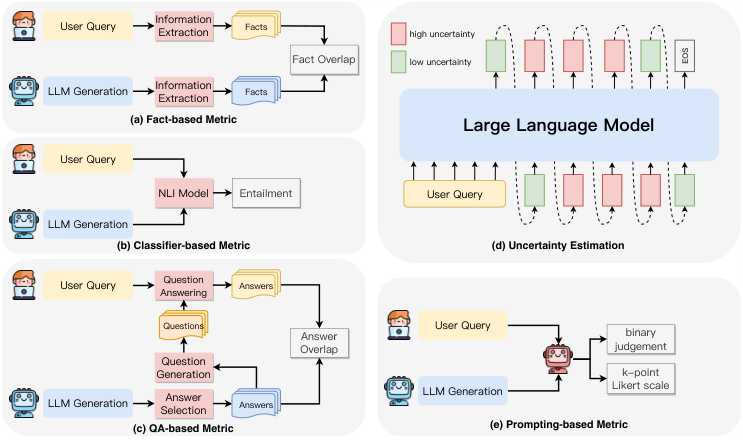 User Query
Information
Extraction
Facts
Fact Overlap
LLM Generation
Information
Extraction
Facts
(a) Fact-based Metric
User Query
NLI Model
Entailment
LLM Generation
(b) Classifier-based Metric
User Query
Question
Answering
Answers
Questions
Answer
Overlap
Question
Generation
LLM Generation
Answer
Selection
Answers
(c) QA-based Metric
high uncertainty
low uncertainty
EOS
Large Language Model
User Query
(d) Uncertainty Estimation
User Query
binary
judgement
LLM Generation
k-point
Likert scale
(e) Prompting-based Metric